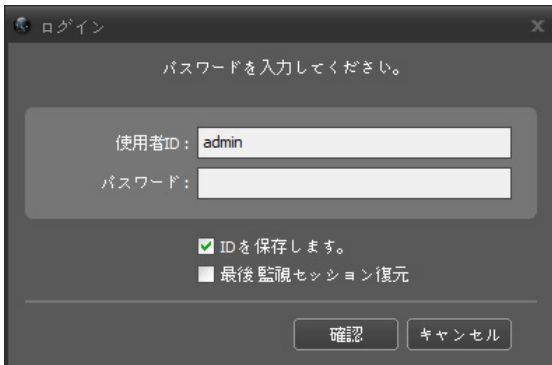 ログイン
パスワードを入力してください。
使用者ID : admin
パスワード :
IDを保存します。
最後監視セッション復元
確認 キャンセル